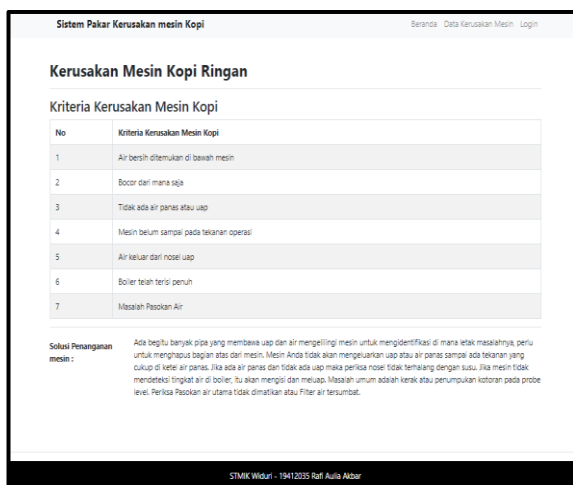 Sistem Pakar Kerusakan mesin Kopi Beranda Data Kerusakan Mesin Login
Kerusakan Mesin Kopi Ringan
Kriteria Kerusakan Mesin Kopi
No Kriteria Kerusakan Mesin Kopi
1 Air bersih ditemukan di bawah mesin
2 Bocor dari mana saja
3 Tidak ada air panas atau uap
4 Mesin belum sampai pada tekanan operasi
5 Air keluar dari nosel uap
6 Boiler telah terisi penuh
7 Masalah Pasokan Air
Solusi Penanganan mesin :
Ada begitu banyak pipa yang membawa uap dan air mengelilingi mesin untuk mengidentifikasi di mana letak masalahnya, perlu
untuk menghapus bagian atas dari mesin. Mesin Anda tidak akan mengeluarkan uap atau air panas sampai ada tekanan yang
cukup di ketel air panas. Jika ada air panas dan tidak ada uap maka periksa nosel tidak terhalang dengan susu. Jika mesin tidak
mendeteksi tingkat air di boiler, itu akan mengisi dan meluap. Masalah umum adalah kerak atau penumpukan kotoran pada probe
level. Periksa Pasokan air utama tidak dimatikan atau Filter air tersumbat.
STMIK Widuri - 19412035 Rafi Aulia Akbar